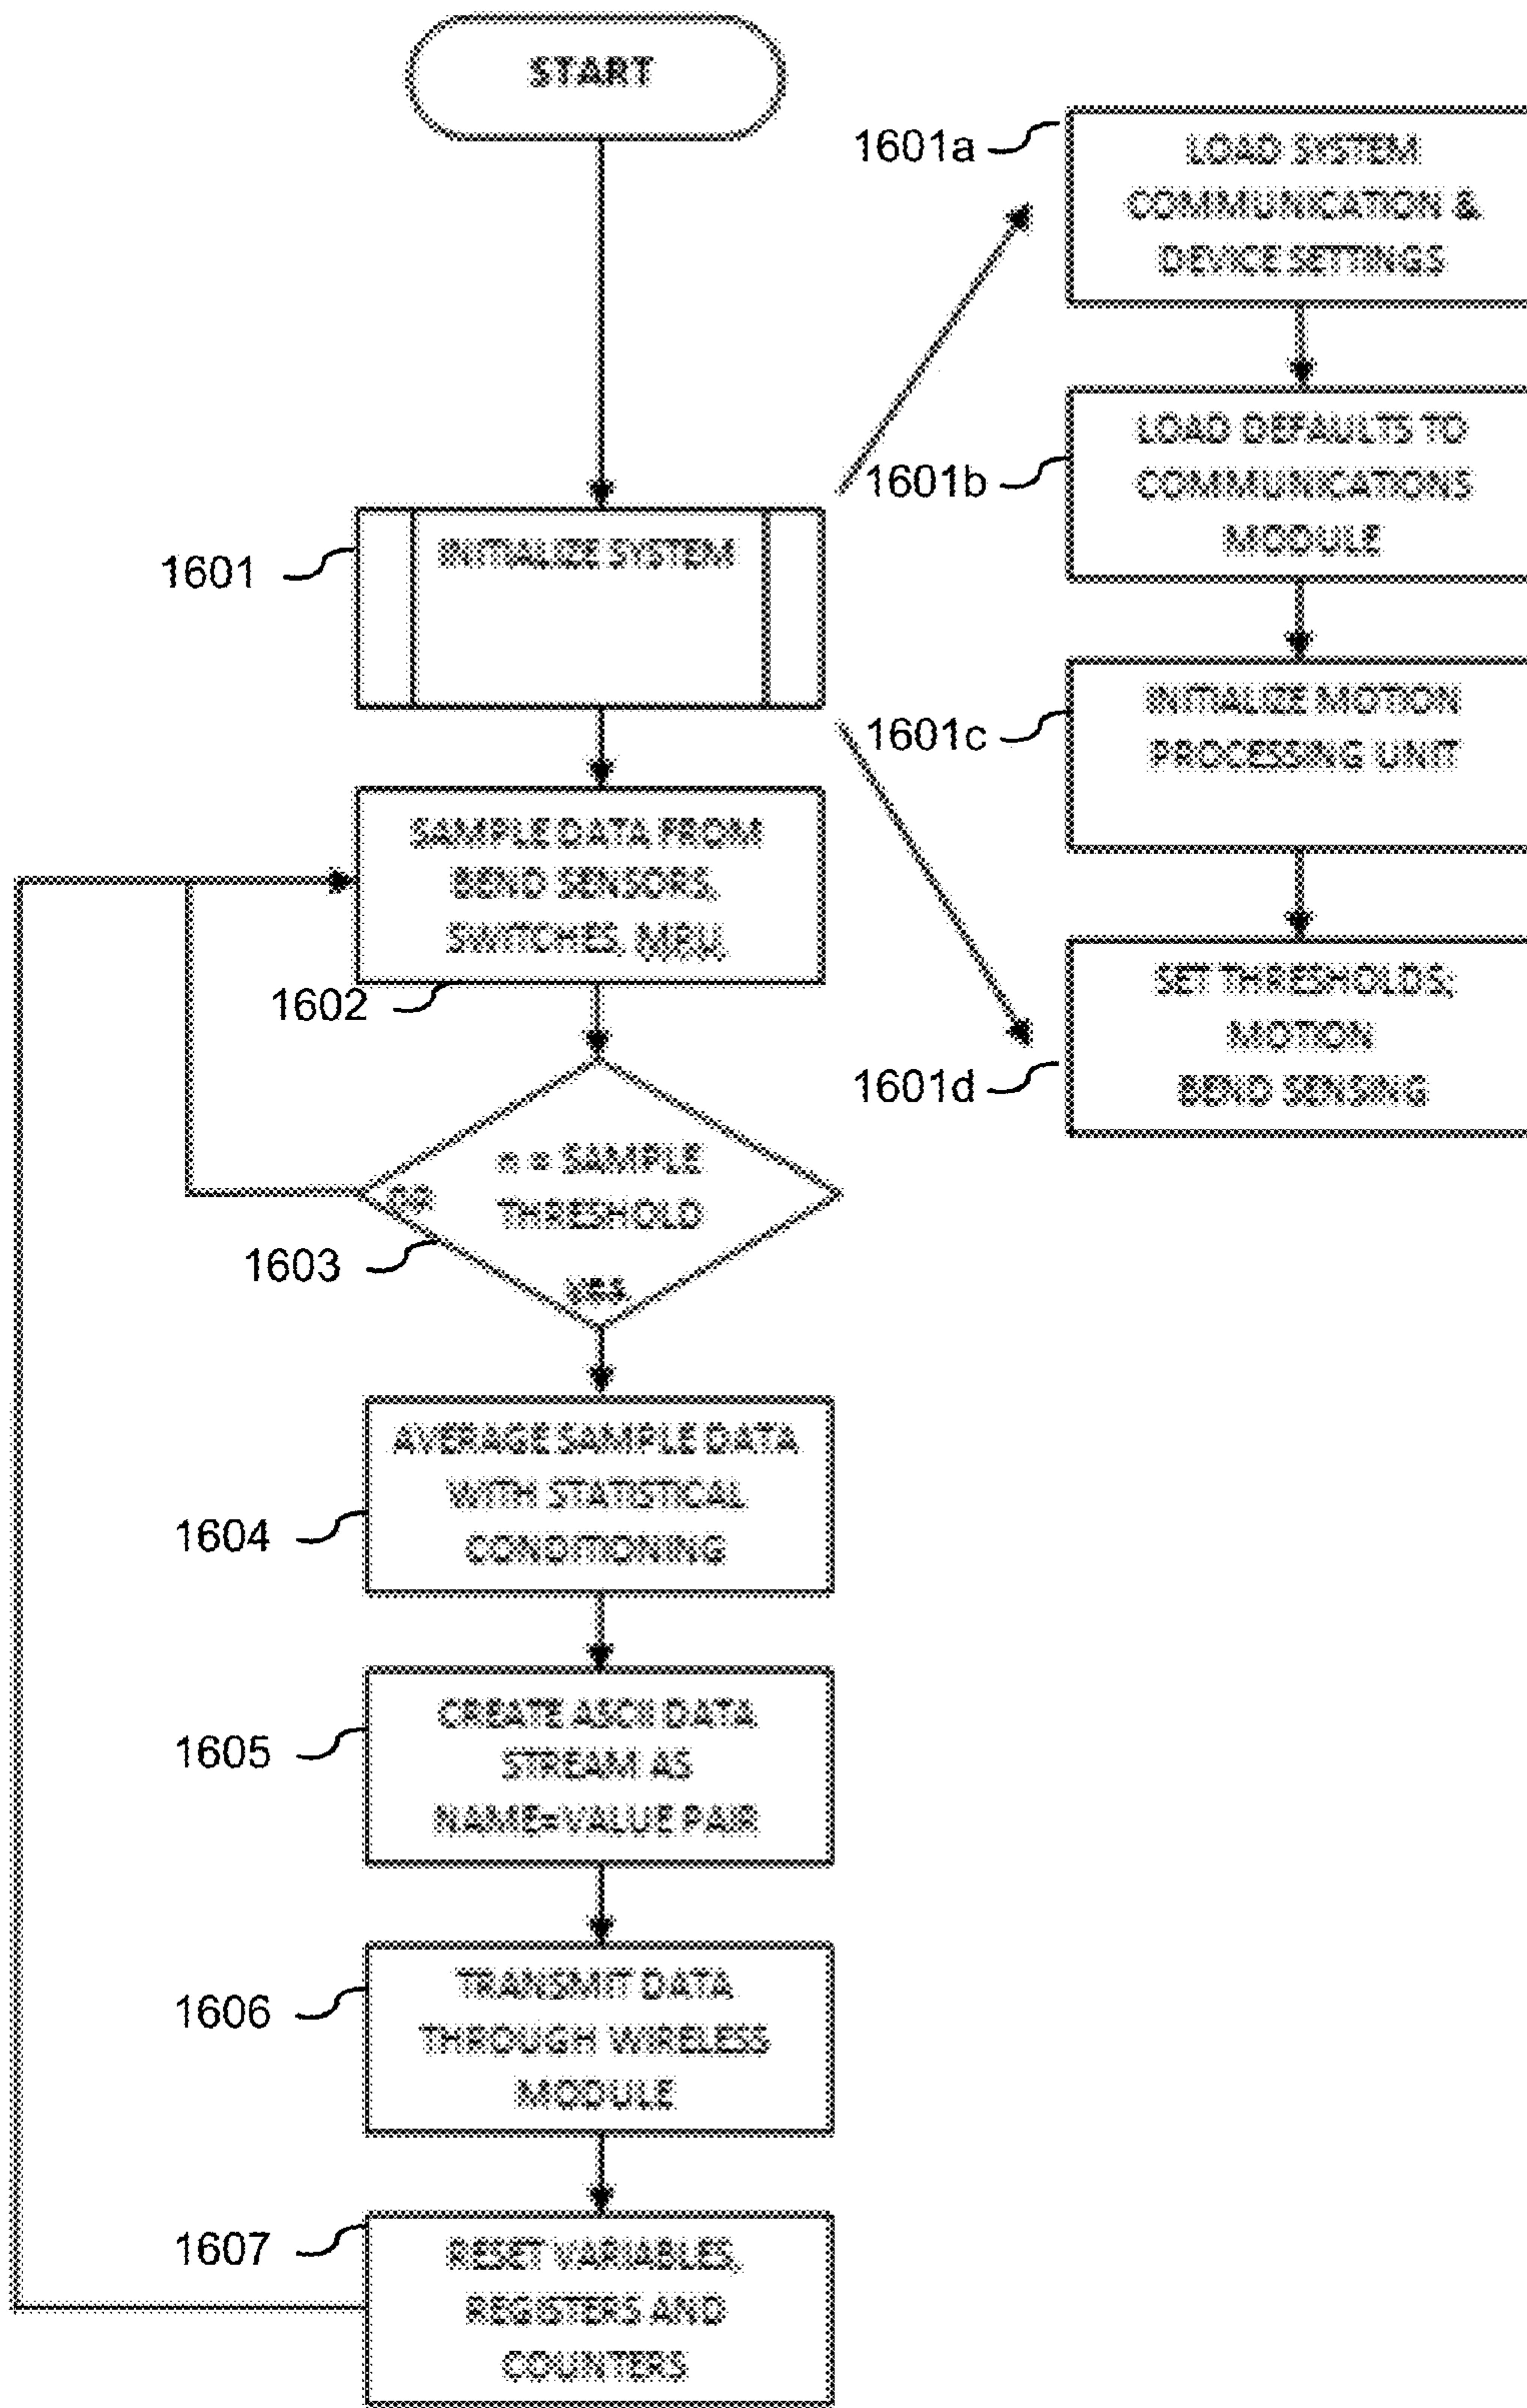 START
1601
INITIALIZE SYSTEM
SAMPLE DATA FROM
BEND SENSORS,
SWITCHES, MPU,
1602
n = SAMPLE
THRESHOLD
no
yes
1603
1604
AVERAGE SAMPLE DATA
WITH STATISTICAL
CONDITIONING
1605
CREATE ASCII DATA
STREAM AS
NAME=VALUE PAIR
1606
TRANSMIT DATA
THROUGH WIRELESS
MODULE
1607
RESET VARIABLES,
REGISTERS AND
COUNTERS
1601a
LOAD SYSTEM
COMMUNICATION &
DEVICE SETTINGS
1601b
LOAD DEFAULTS TO
COMMUNICATIONS
MODULE
1601c
INITIALIZE MOTION
PROCESSING UNIT
1601d
SET THRESHOLDS;
MOTION
BEND SENSING